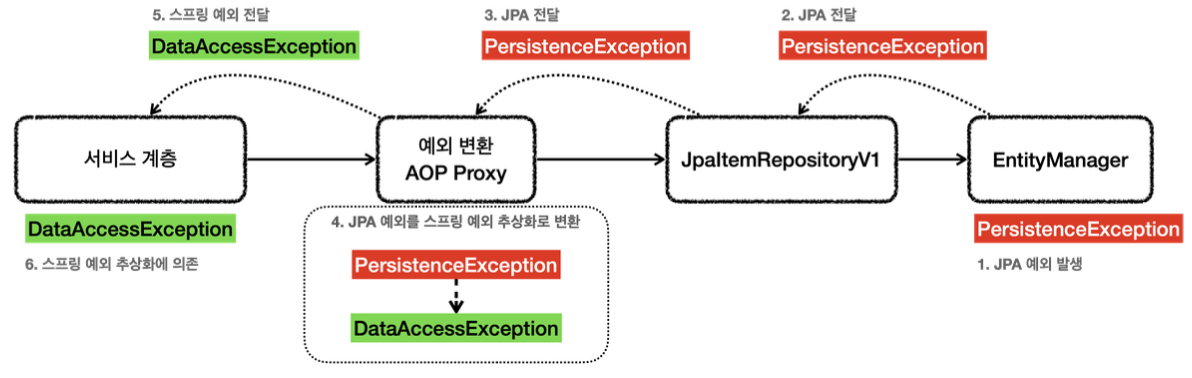 5. 스프링 예외 전달
DataAccessException
3. JPA 전달
PersistenceException
2. JPA 전달
PersistenceException
서비스 계층
예외 변환
AOP Proxy
JpaItemRepositoryV1
EntityManager
DataAccessException
6. 스프링 예외 추상화에 의존
4. JPA 예외를 스프링 예외 추상화로 변환
PersistenceException
DataAccessException
PersistenceException
1. JPA 예외 발생